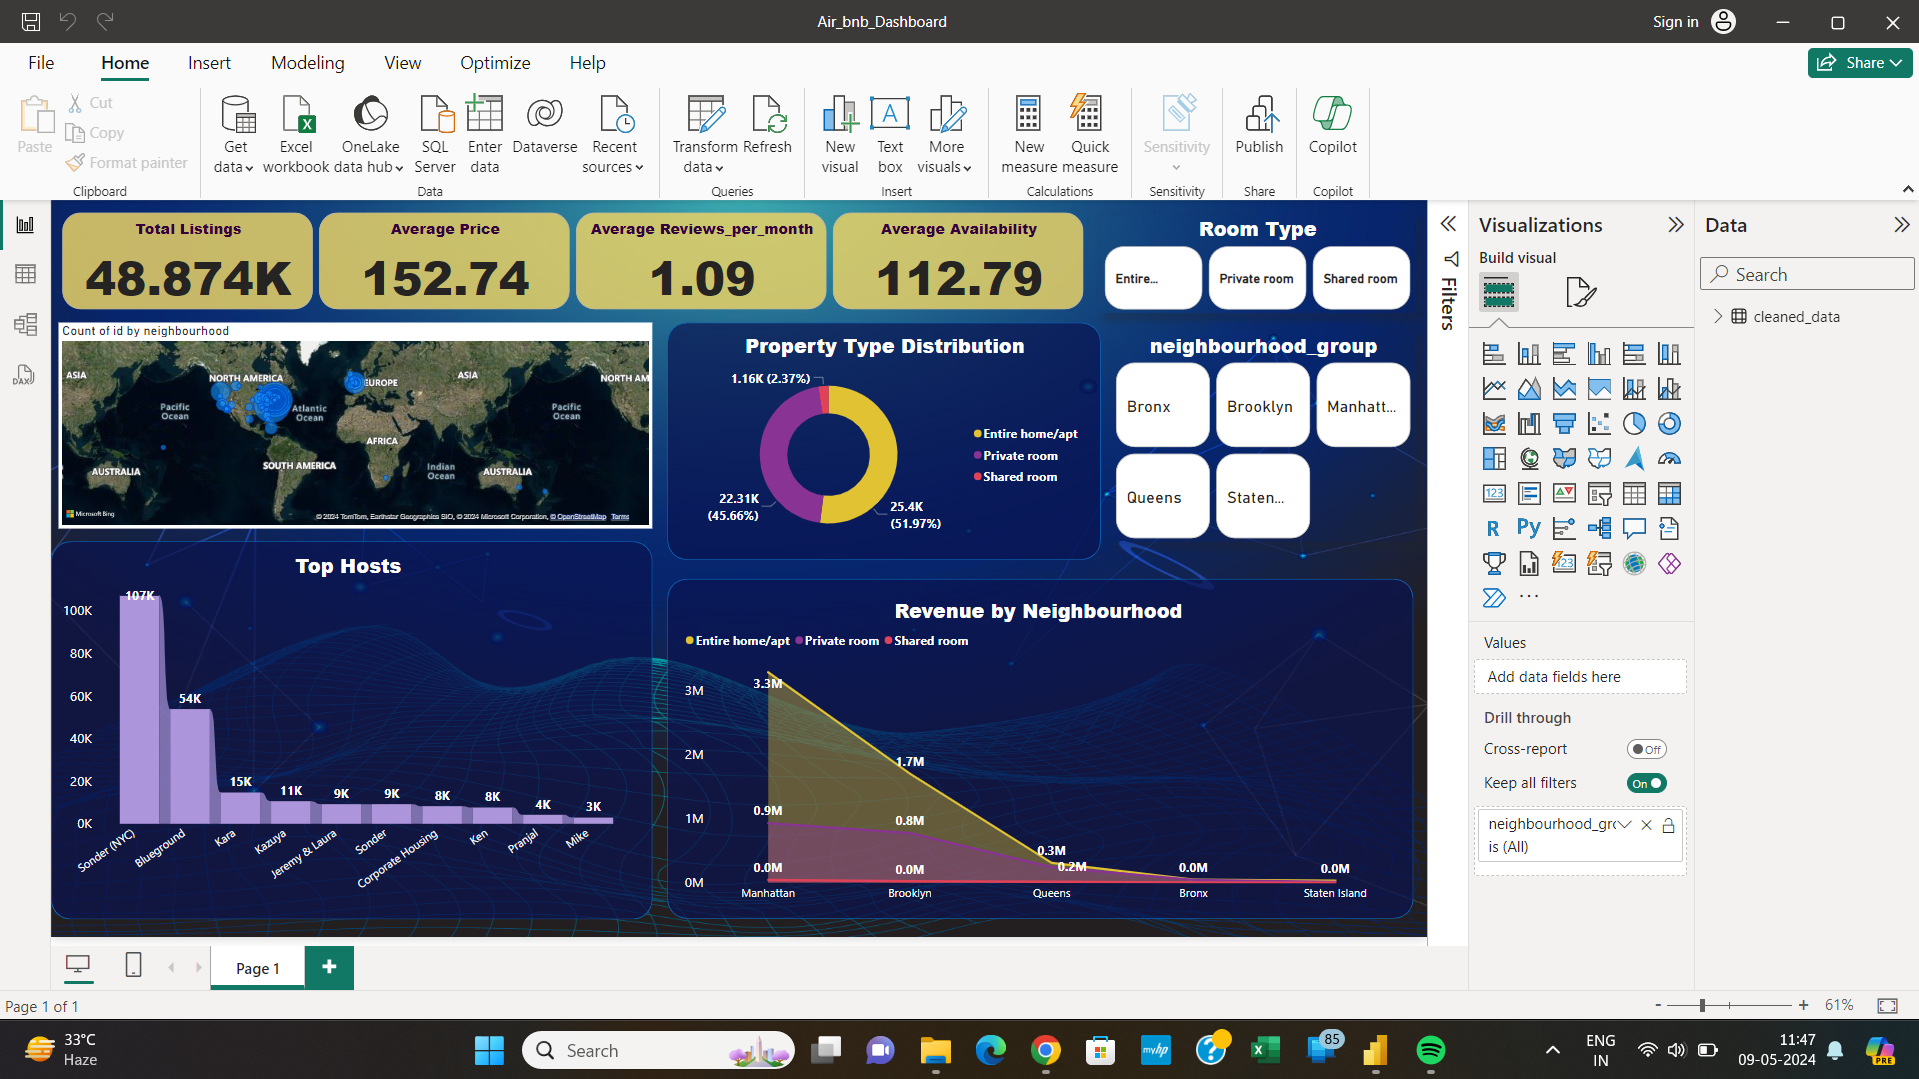 Air_bnb_Dashboard
Sign in
File
Home
Insert
Modeling
View
Optimize
Help
Share
Paste
Cut
Copy
Format painter
Clipboard
Get data
Excel workbook
OneLake data hub
SQL Server
Enter data
Dataverse
Recent sources
Data
Transform data
Refresh
Queries
New visual
Text box
More visuals
Insert
New measure
Quick measure
Calculations
Sensitivity
Sensitivity
Publish
Share
Copilot
Copilot
Total Listings
48.874K
Average Price
152.74
Average Reviews_per_month
1.09
Average Availability
112.79
Room Type
Entire...
Private room
Shared room
Count of id by neighbourhood
ASIA
NORTH AMERICA
EUROPE
ASIA
NORTH AM
Pacific Ocean
Atlantic Ocean
Pacific Ocean
AFRICA
AUSTRALIA
SOUTH AMERICA
Indian Ocean
AUSTRALIA
Microsoft Bing
© 2024 TomTom, Earthstar Geographics SIO, © 2024 Microsoft Corporation, © OpenStreetMap Terms
Property Type Distribution
1.16K (2.37%)
22.31K (45.66%)
25.4K (51.97%)
Entire home/apt
Private room
Shared room
neighbourhood_group
Bronx
Brooklyn
Manhatt...
Queens
Staten...
Top Hosts
100K
80K
60K
40K
20K
0K
107K
54K
15K
11K
9K
9K
8K
8K
4K
3K
Sonder (NYC)
Blueground
Kara
Kazuya
Jeremy & Laura
Sonder
Corporate Housing
Ken
Pranjal
Mike
Revenue by Neighbourhood
Entire home/apt Private room Shared room
3M
2M
1M
0M
3.3M
1.7M
0.9M
0.8M
0.3M
0.2M
0.0M
0.0M
0.0M
0.0M
Manhattan
Brooklyn
Queens
Bronx
Staten Island
Filters
Visualizations
Build visual
123
R
Py
123
Values
Add data fields here
Drill through
Cross-report
Off
Keep all filters
On
neighbourhood_gro
is (All)
Data
Search
cleaned_data
DAX
Page 1
+
Page 1 of 1
- + 61%
33°C
Haze
Search
myhp
85
ENG
IN
11:47
09-05-2024
PRE